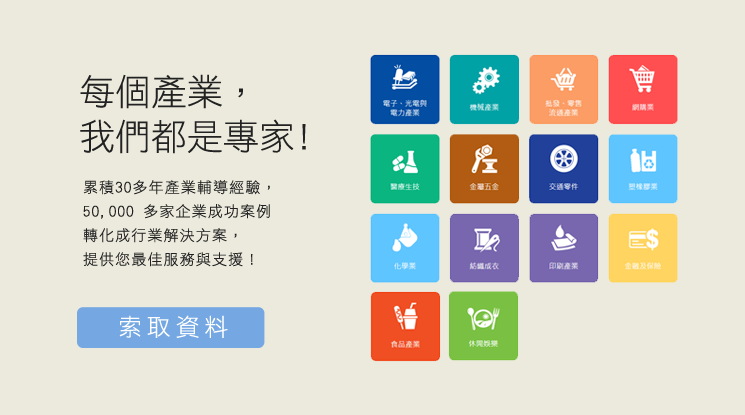 每個產業，
我們都是專家!
累積30多年產業輔導經驗，
50,000 多家企業成功案例
轉化成行業解決方案，
提供您最佳服務與支援！
索取資料
電子、光電與
電力產業
機械產業
批發、零售
流通產業
網購業
醫療生技
金屬五金
交通零件
塑橡膠業
化學業
紡織成衣
印刷產業
金融及保險
食品產業
休閒娛樂